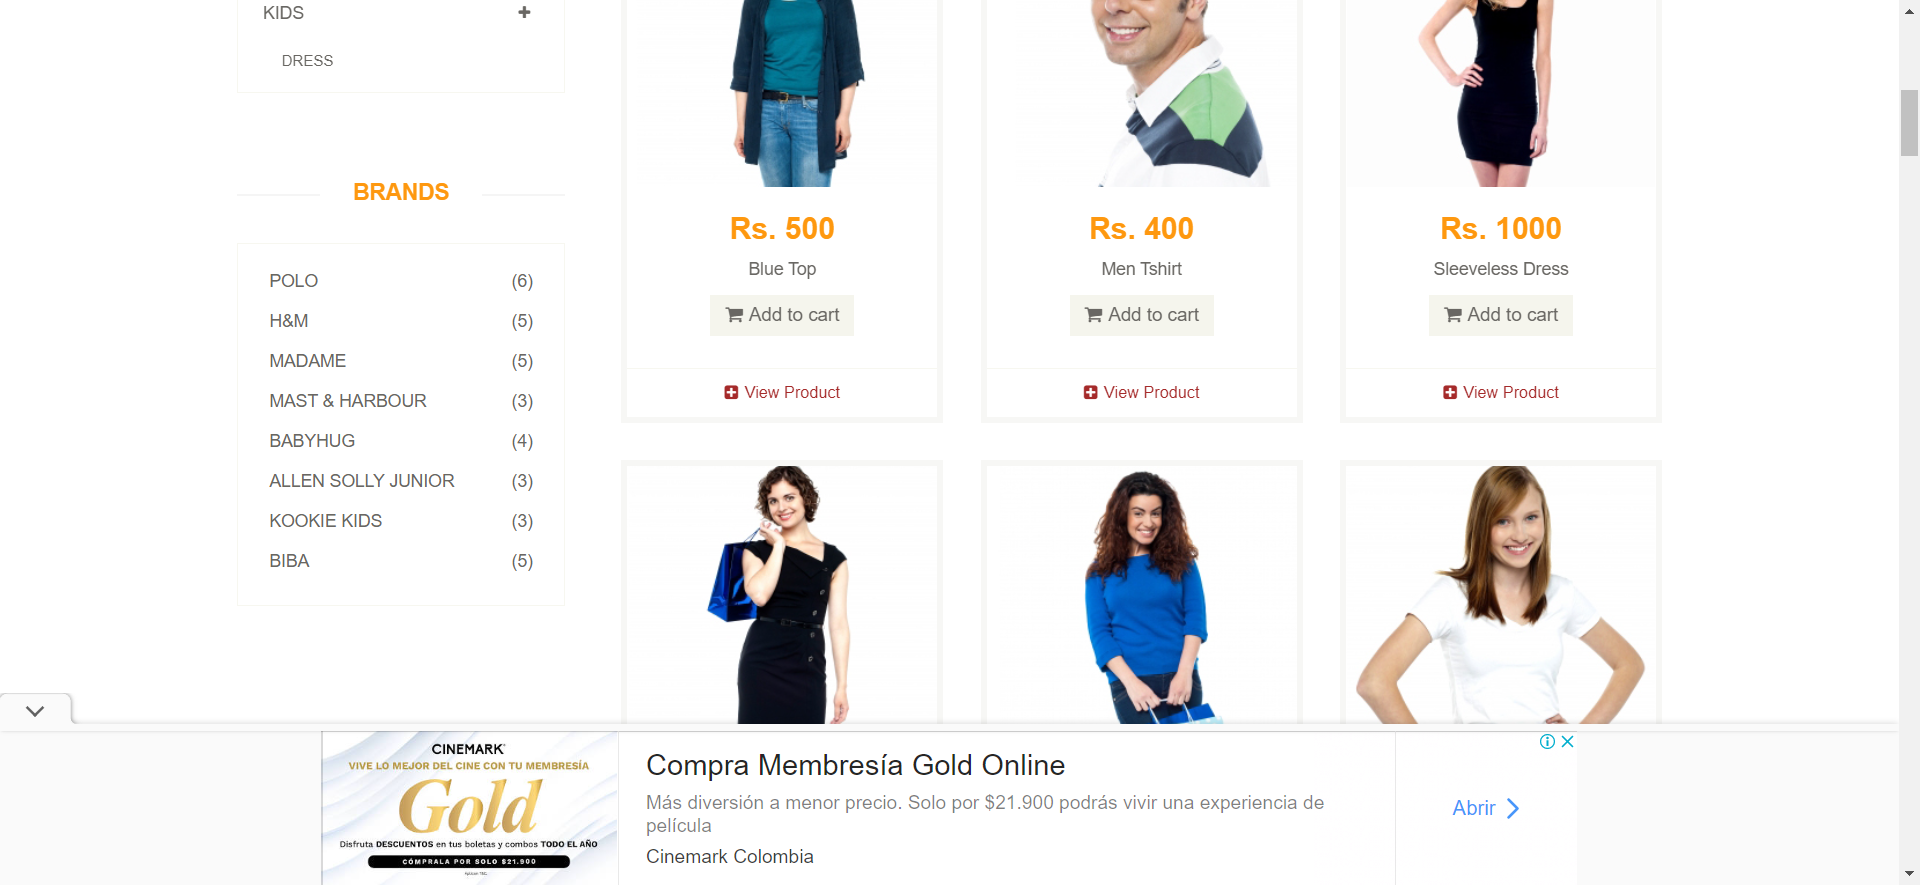 KIDS
DRESS
BRANDS
POLO (6)
H&M (5)
MADAME (5)
MAST & HARBOUR (3)
BABYHUG (4)
ALLEN SOLLY JUNIOR (3)
KOOKIE KIDS (3)
BIBA (5)
Rs. 500
Blue Top
Add to cart
View Product
Rs. 400
Men Tshirt
Add to cart
View Product
Rs. 1000
Sleeveless Dress
Add to cart
View Product
CINEMARK
VIVE LO MEJOR DEL CINE CON TU MEMBRESÍA
Gold
Disfruta DESCUENTOS en tus boletas y combos TODO EL AÑO
CÓMPRALA POR SOLO $21.900
Compra Membresía Gold Online
Más diversión a menor precio. Solo por $21.900 podrás vivir una experiencia de
película
Cinemark Colombia
Abrir